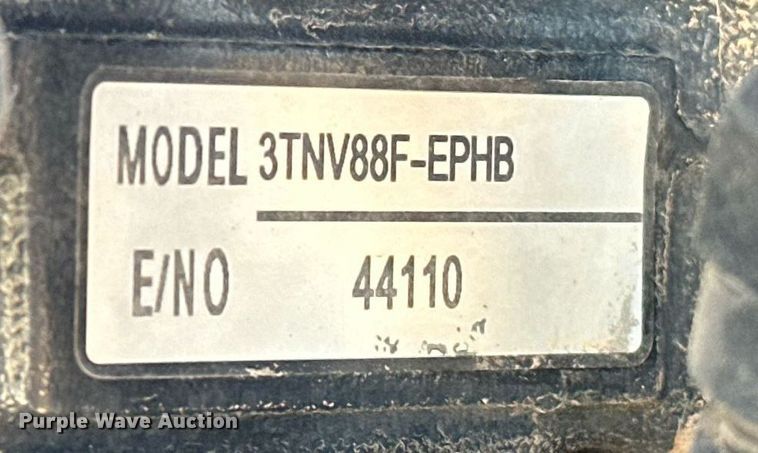 MODEL 3TNV88F-EPHB
E/NO 44110
Purple Wave Auction